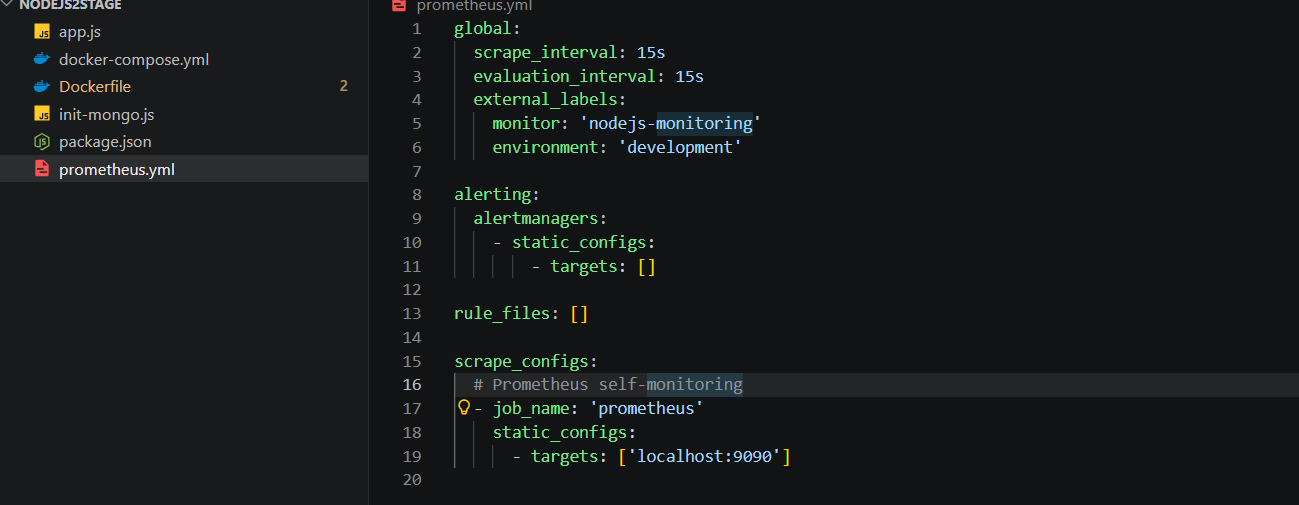 NODEJS2STAGE
JS app.js
docker-compose.yml
Dockerfile 2
JS init-mongo.js
package.json
prometheus.yml
prometheus.yml
1 global:
2   scrape_interval: 15s
3   evaluation_interval: 15s
4   external_labels:
5     monitor: 'nodejs-monitoring'
6     environment: 'development'
7
8 alerting:
9   alertmanagers:
10     - static_configs:
11         - targets: []
12
13 rule_files: []
14
15 scrape_configs:
16   # Prometheus self-monitoring
17   - job_name: 'prometheus'
18     static_configs:
19       - targets: ['localhost:9090']
20